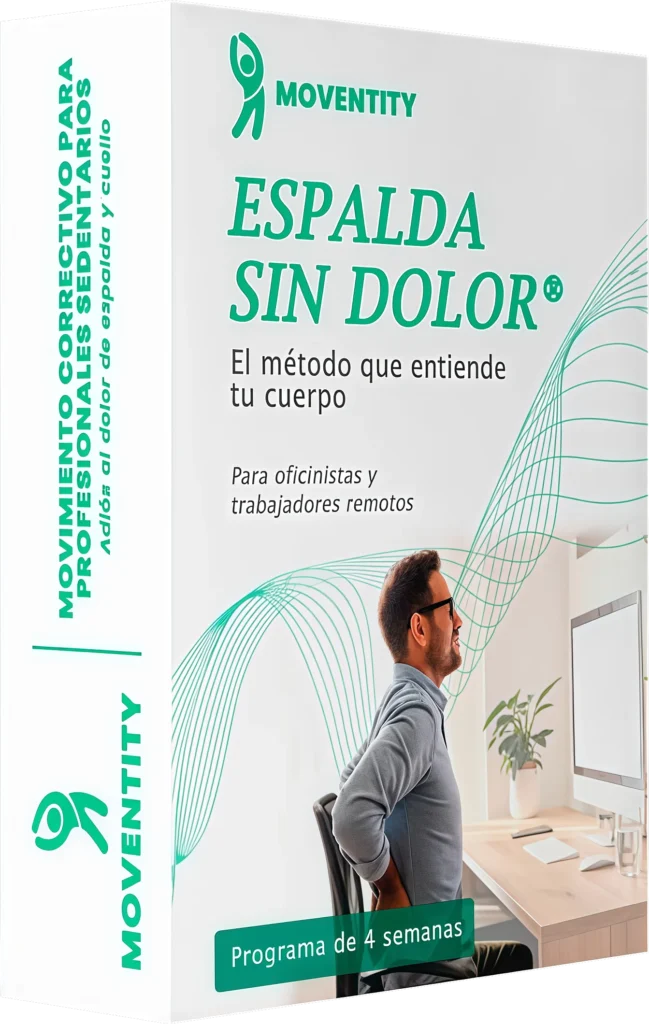 MOVENTITY
ESPALDA
SIN DOLOR®
El método que entiende
tu cuerpo
Para oficinistas y
trabajadores remotos
Programa de 4 semanas
MOVIMIENTO CORRECTIVO PARA
PROFESIONALES SEDENTARIOS
Adiós al dolor de espalda y cuello
MOVENTITY